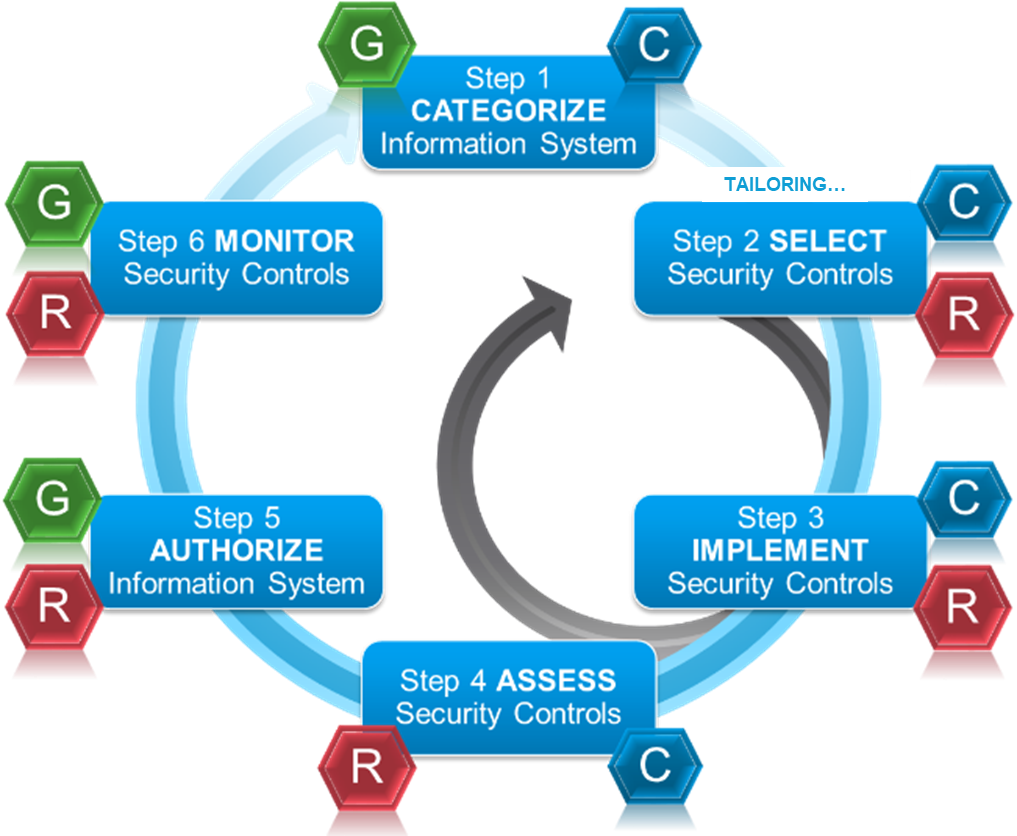 G
C
Step 1
CATEGORIZE
Information System
TAILORING...
Step 2 SELECT
Security Controls
C
R
Step 3
IMPLEMENT
Security Controls
C
R
Step 4 ASSESS
Security Controls
R
C
G
R
Step 5
AUTHORIZE
Information System
G
R
Step 6 MONITOR
Security Controls